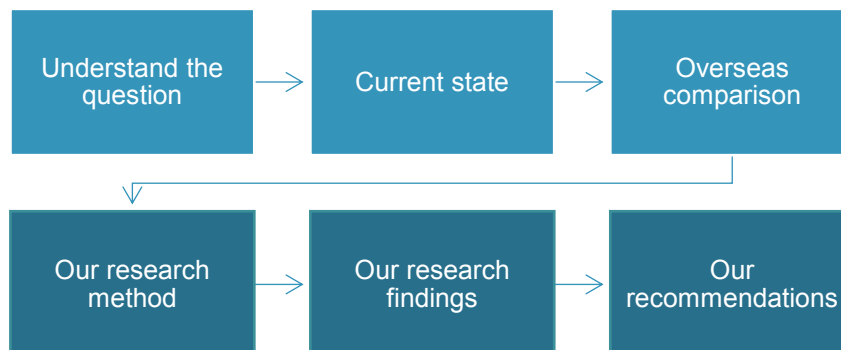 Understand the
question
Current state
Overseas
comparison
Our research
method
Our research
findings
Our
recommendations